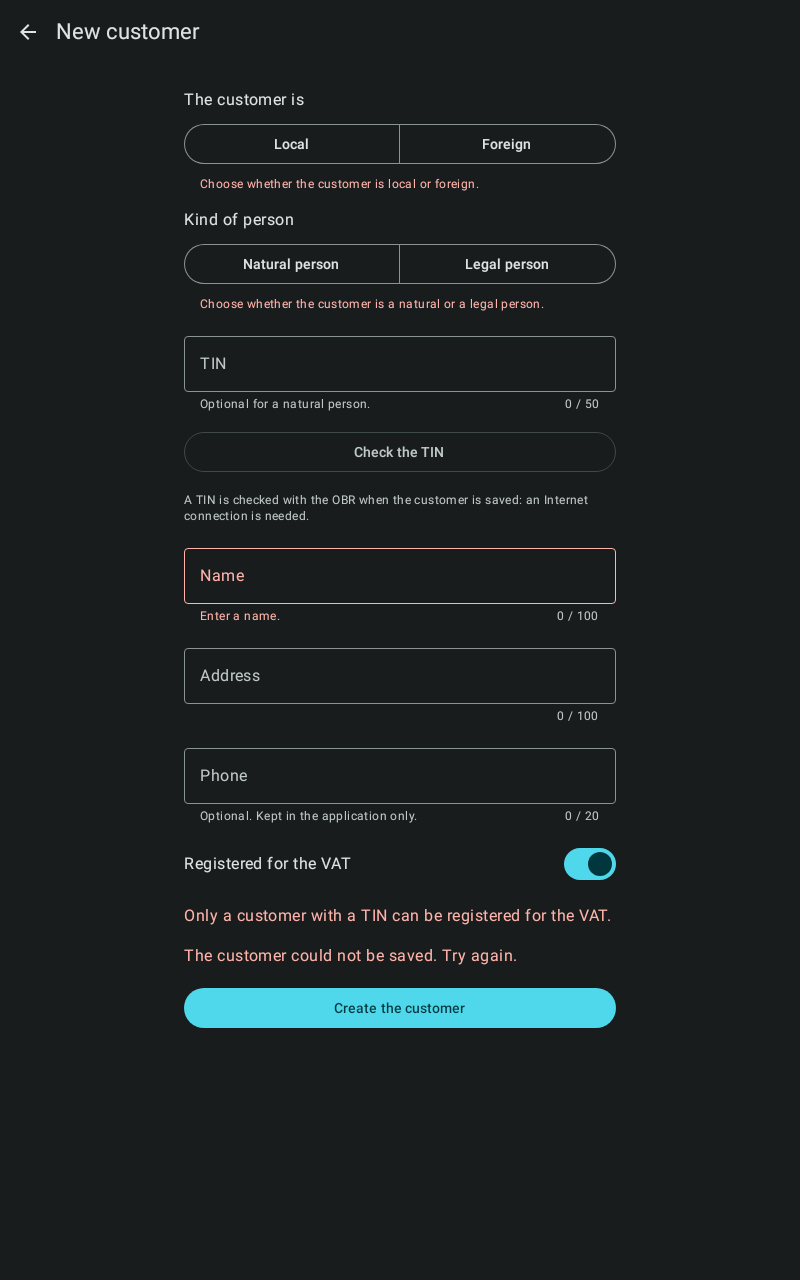 New customer
The customer is
Local
Foreign
Choose whether the customer is local or foreign.
Kind of person
Natural person
Legal person
Choose whether the customer is a natural or a legal person.
TIN
Optional for a natural person.
0 / 50
Check the TIN
A TIN is checked with the OBR when the customer is saved: an Internet
connection is needed.
Name
Enter a name.
0 / 100
Address
0 / 100
Phone
Optional. Kept in the application only.
0 / 20
Registered for the VAT
Only a customer with a TIN can be registered for the VAT.
The customer could not be saved. Try again.
Create the customer